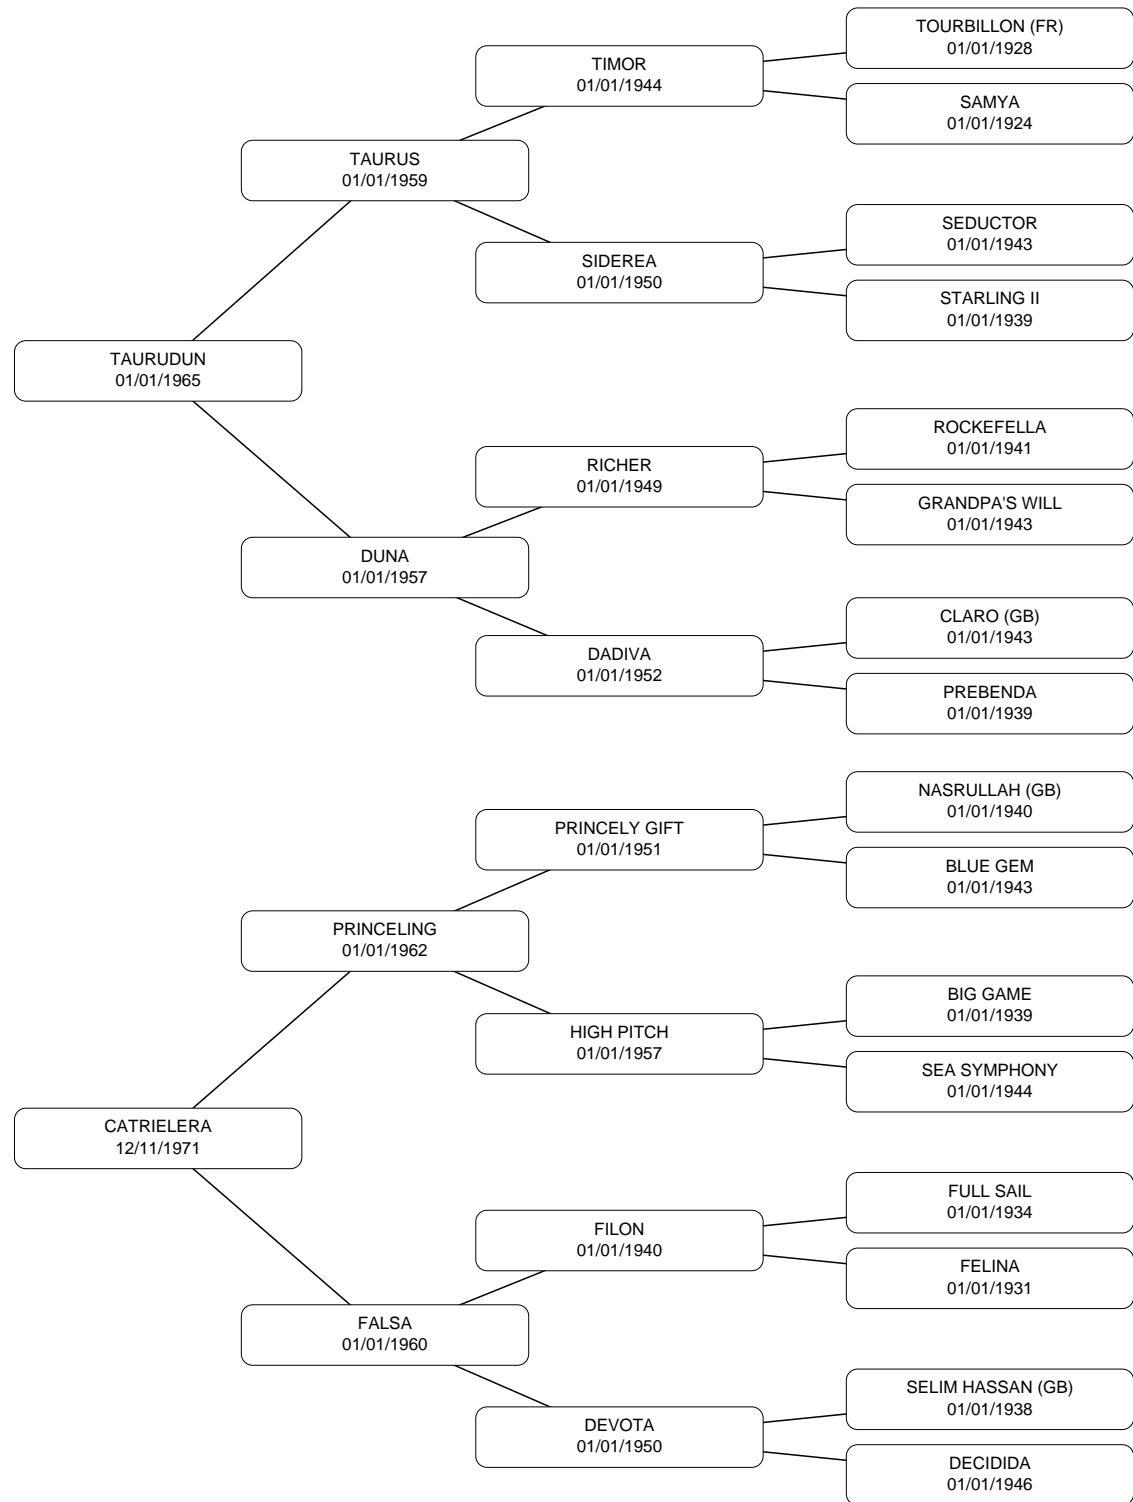 TOURBILLON (FR)
01/01/1928
TIMOR
01/01/1944
SAMYA
01/01/1924
TAURUS
01/01/1959
SEDUCTOR
01/01/1943
SIDEREA
01/01/1950
STARLING II
01/01/1939
TAURUDUN
01/01/1965
ROCKEFELLA
01/01/1941
RICHER
01/01/1949
GRANDPA'S WILL
01/01/1943
DUNA
01/01/1957
CLARO (GB)
01/01/1943
DADIVA
01/01/1952
PREBENDA
01/01/1939
NASRULLAH (GB)
01/01/1940
PRINCELY GIFT
01/01/1951
BLUE GEM
01/01/1943
PRINCELING
01/01/1962
BIG GAME
01/01/1939
HIGH PITCH
01/01/1957
SEA SYMPHONY
01/01/1944
CATRIELERA
12/11/1971
FULL SAIL
01/01/1934
FILON
01/01/1940
FELINA
01/01/1931
FALSA
01/01/1960
SELIM HASSAN (GB)
01/01/1938
DEVOTA
01/01/1950
DECIDIDA
01/01/1946